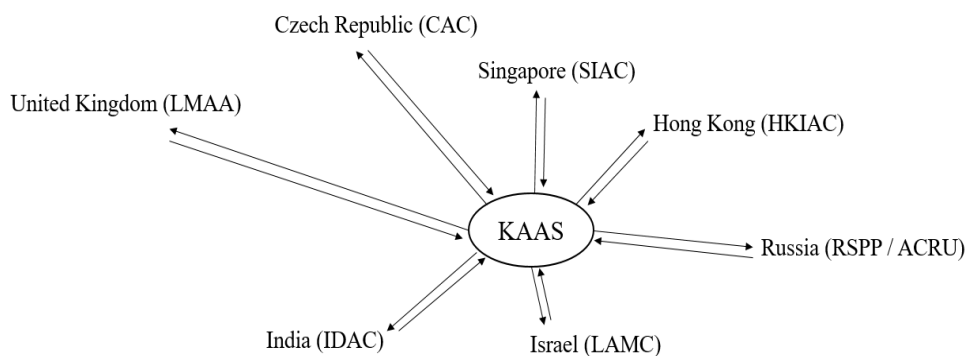 Czech Republic (CAC)
Singapore (SIAC)
United Kingdom (LMAA)
Hong Kong (HKIAC)
KAAS
Russia (RSPP / ACRU)
India (IDAC)
Israel (LAMC)